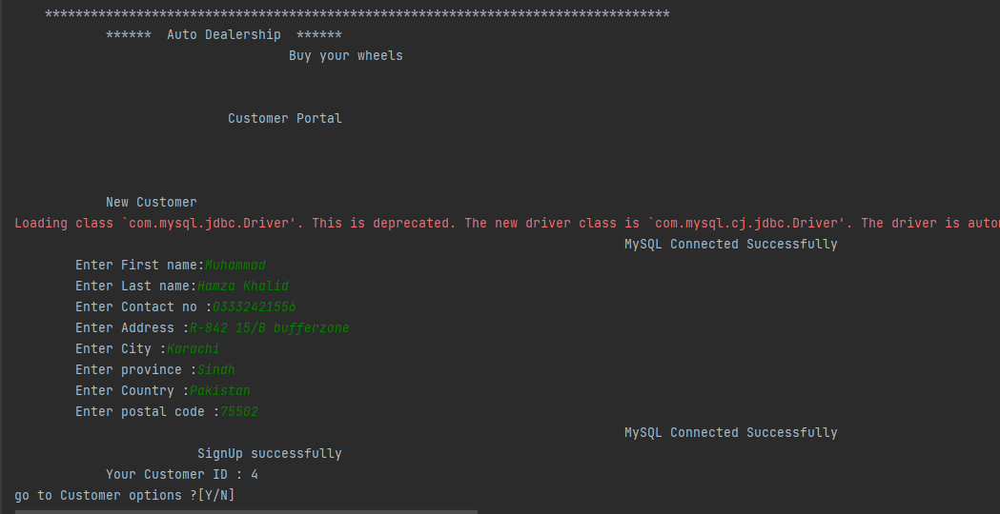 **********************************************************************************
****** Auto Dealership ******
Buy your wheels
Customer Portal
New Customer
Loading class `com.mysql.jdbc.Driver'. This is deprecated. The new driver class is `com.mysql.cj.jdbc.Driver'. The driver is auto
MySQL Connected Successfully
Enter First name:Muhammad
Enter Last name:Hamza Khalid
Enter Contact no :03332421556
Enter Address :R-842 15/B bufferzone
Enter City :Karachi
Enter province :Sindh
Enter Country :Pakistan
Enter postal code :75502
MySQL Connected Successfully
SignUp successfully
Your Customer ID : 4
go to Customer options ?[Y/N]